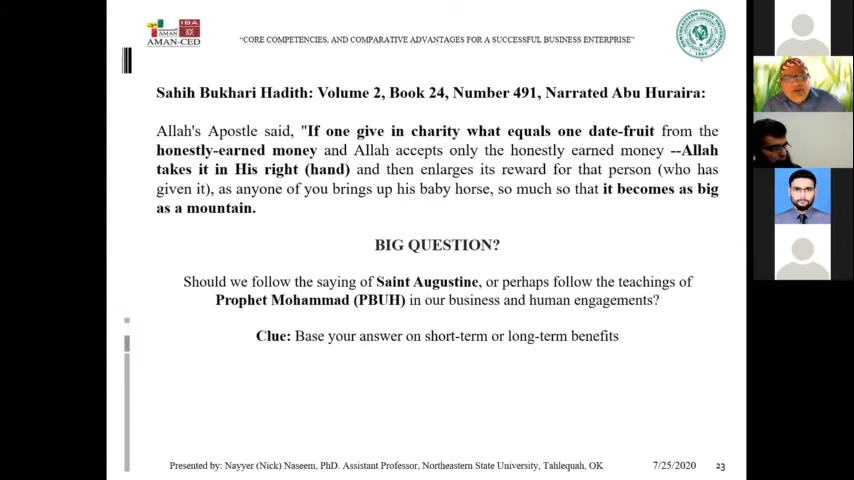 AMAN IBA
AMAN-CED
“CORE COMPETENCIES, AND COMPARATIVE ADVANTAGES FOR A SUCCESSFUL BUSINESS ENTERPRISE”
Sahih Bukhari Hadith: Volume 2, Book 24, Number 491, Narrated Abu Huraira:
Allah's Apostle said, "If one give in charity what equals one date-fruit from the
honestly-earned money and Allah accepts only the honestly earned money --Allah
takes it in His right (hand) and then enlarges its reward for that person (who has
given it), as anyone of you brings up his baby horse, so much so that it becomes as big
as a mountain.
BIG QUESTION?
Should we follow the saying of Saint Augustine, or perhaps follow the teachings of
Prophet Mohammad (PBUH) in our business and human engagements?
Clue: Base your answer on short-term or long-term benefits
Presented by: Nayyer (Nick) Naseem, PhD. Assistant Professor, Northeastern State University, Tahlequah, OK 7/25/2020 23